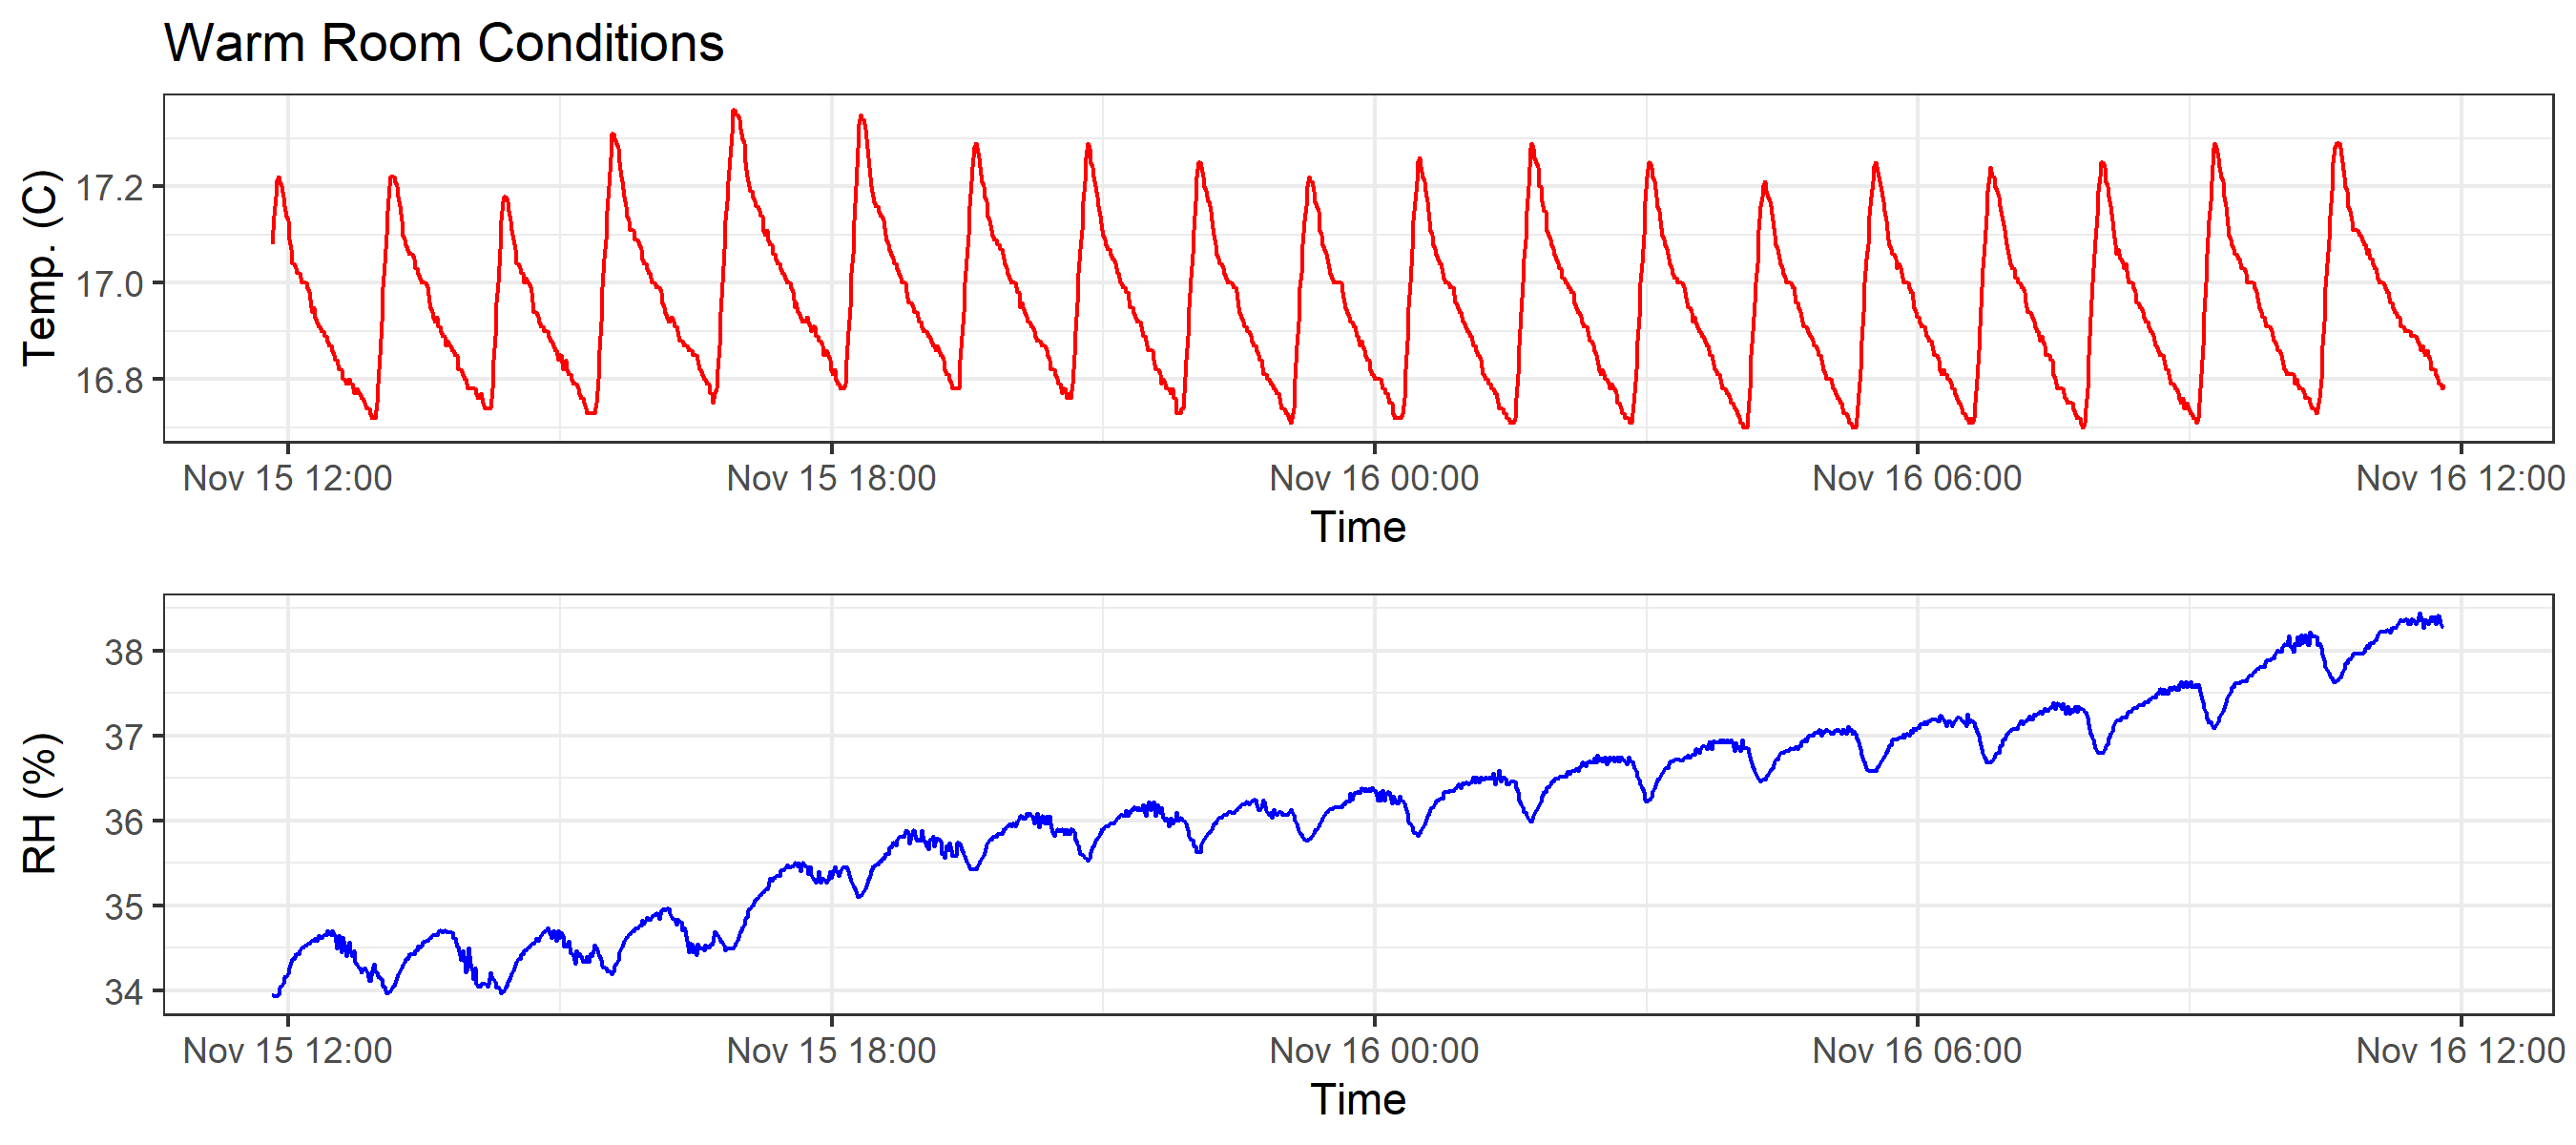 Warm Room Conditions
Temp. (C)
17.2
17.0
16.8
Nov 15 12:00 Nov 15 18:00 Nov 16 00:00 Nov 16 06:00 Nov 16 12:00
Time
RH (%)
38
37
36
35
34
Nov 15 12:00 Nov 15 18:00 Nov 16 00:00 Nov 16 06:00 Nov 16 12:00
Time